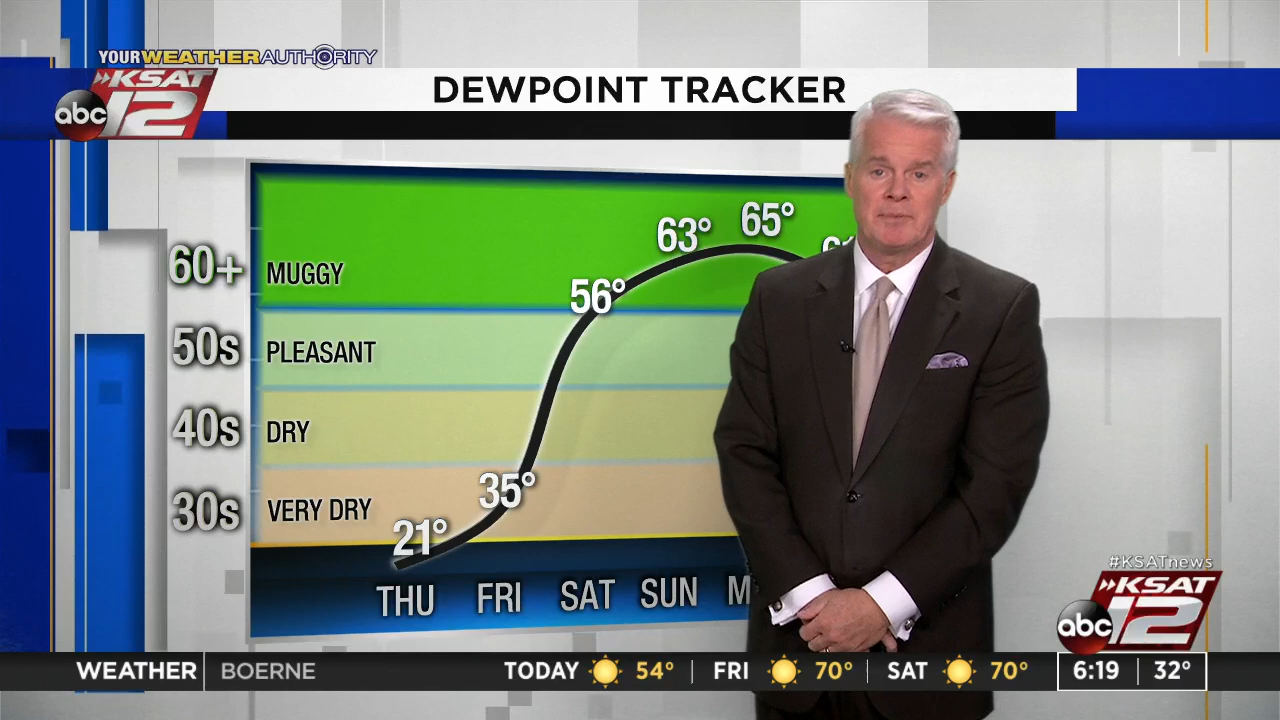 YOURWEATHERAUTHORITY
KSAT
abc 12
DEWPOINT TRACKER
60+ MUGGY
50s PLEASANT
40s DRY
30s VERY DRY
21° 35° 56° 63° 65°
THU FRI SAT SUN M
#KSATnews
KSAT
abc 12
WEATHER BOERNE TODAY 54° FRI 70° SAT 70° 6:19 32°